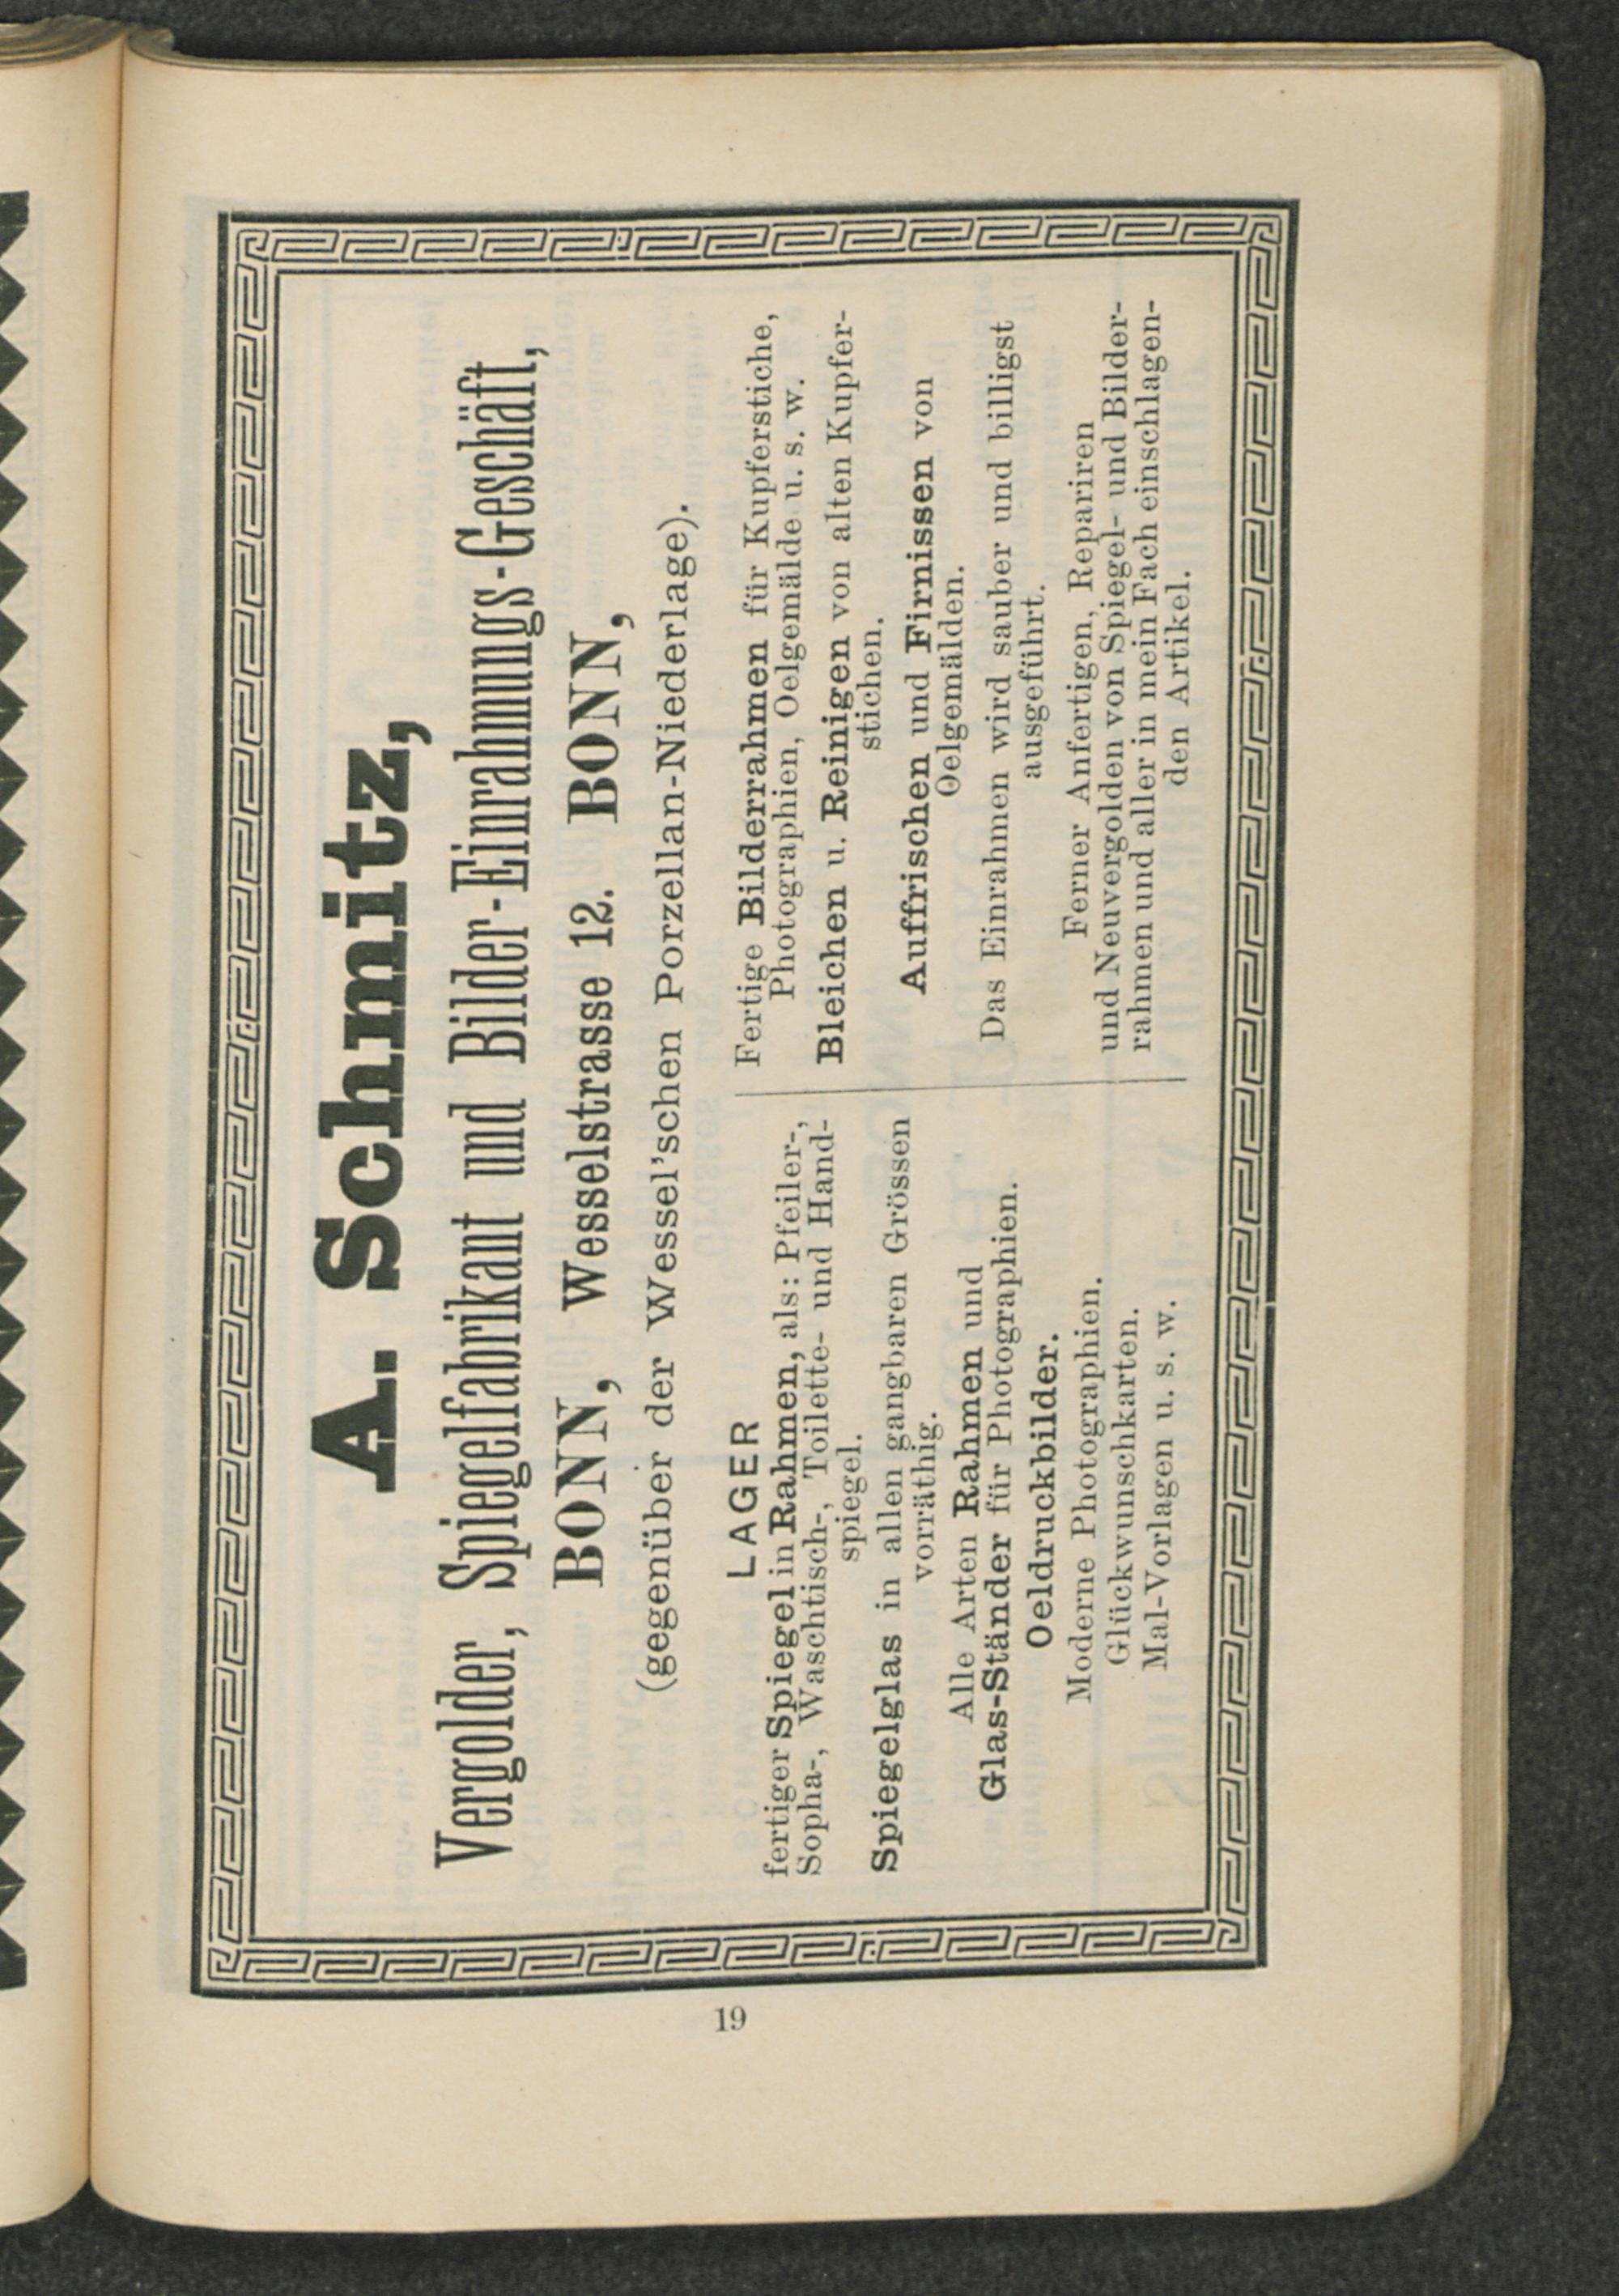 A. Schmitz,
Vergolder, Spiegelfabrikant und Bilder-Einrahmungs-Geschäft,
BONN, Wesselstrasse 12. BONN,
(gegenüber der Wessel'schen Porzellan-Niederlage).
LAGER
fertiger Spiegel in Rahmen, als: Pfeiler-,
Sopha-, Waschtisch-, Toilette- und Hand-
spiegel.
Spiegelglas in allen gangbaren Grössen
vorräthig.
Alle Arten Rahmen und
Glas-Ständer für Photographien.
Oeldruckbilder.
Moderne Photographien.
Glückwunschkarten.
Mal-Vorlagen u. s. w.
Fertige Bilderrahmen für Kupferstiche,
Photographien, Oelgemälde u. s. w.
Bleichen u. Reinigen von alten Kupfer-
stichen.
Auffrischen und Firnissen von
Oelgemälden.
Das Einrahmen wird sauber und billigst
ausgeführt.
Ferner Anfertigen, Repariren
und Neuvergolden von Spiegel- und Bilder-
rahmen und aller in mein Fach einschlagen-
den Artikel.
19